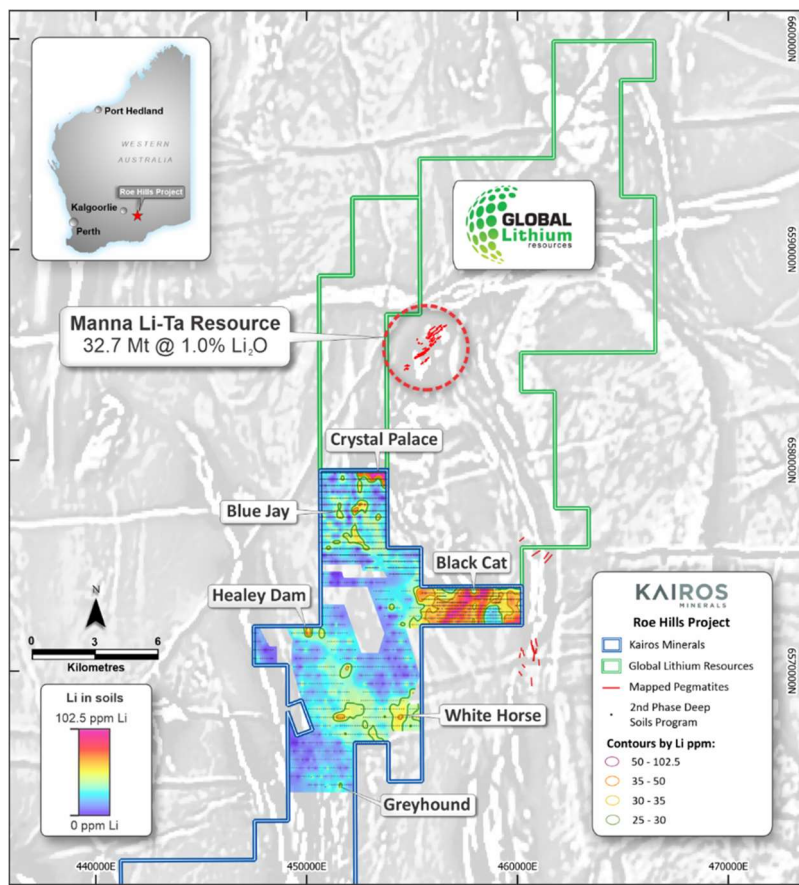 Port Hedland
WESTERN
AUSTRALIA
Roe Hills Project
Kalgoorlie
Perth
6600000N
GLOBAL
Lithium
resources
6590000N
Manna Li-Ta Resource
32.7 Mt @ 1.0% Li₂O
Crystal Palace
6580000N
Blue Jay
Black Cat
Healey Dam
N
0 3 6
Kilometres
KAIROS
MINERALS
Roe Hills Project
Kairos Minerals
Global Lithium Resources
Mapped Pegmatites
2nd Phase Deep
Soils Program
Contours by Li ppm:
50 - 102.5
35 - 50
30 - 35
25 - 30
6570000N
Li in soils
102.5 ppm Li
0 ppm Li
White Horse
Greyhound
440000E
450000E
460000E
470000E